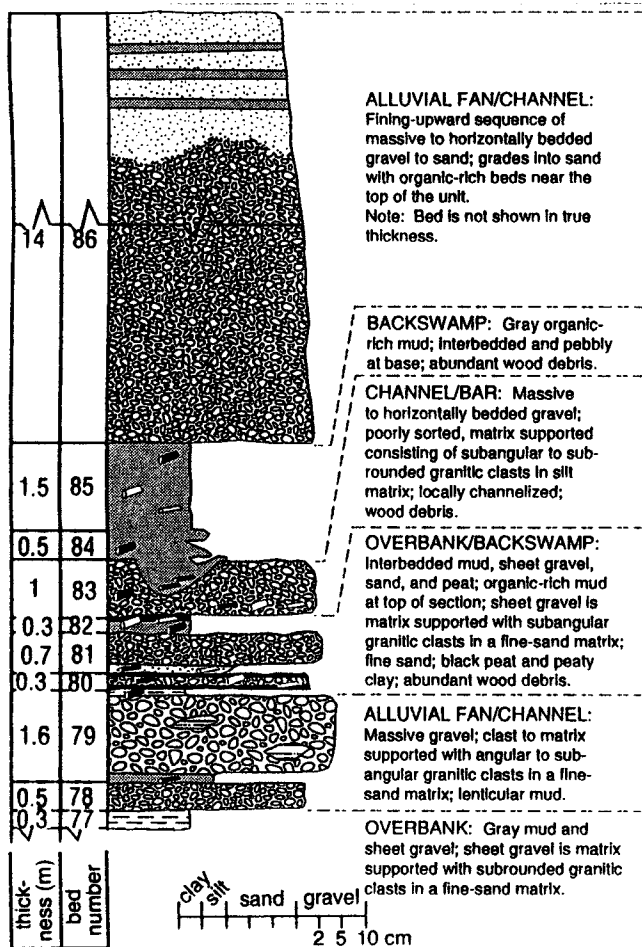 ALLUVIAL FAN/CHANNEL:
Fining-upward sequence of
massive to horizontally bedded
gravel to sand; grades into sand
with organic-rich beds near the
top of the unit.
Note: Bed is not shown in true
thickness.
14 86
BACKSWAMP: Gray organic-
rich mud; interbedded and pebbly
at base; abundant wood debris.
CHANNEL/BAR: Massive
to horizontally bedded gravel;
poorly sorted, matrix supported
consisting of subangular to sub-
rounded granitic clasts in silt
matrix; locally channelized;
wood debris.
1.5 85
0.5 84
OVERBANK/BACKSWAMP:
Interbedded mud, sheet gravel,
sand, and peat; organic-rich mud
at top of section; sheet gravel is
matrix supported with subangular
granitic clasts in a fine-sand matrix;
fine sand; black peat and peaty
clay; abundant wood debris.
1 83
0.3 82
0.7 81
0.3 80
ALLUVIAL FAN/CHANNEL:
Massive gravel; clast to matrix
supported with angular to sub-
angular granitic clasts in a fine-
sand matrix; lenticular mud.
1.6 79
0.5 78
0.3 77
OVERBANK: Gray mud and
sheet gravel; sheet gravel is matrix
supported with subrounded granitic
clasts in a fine-sand matrix.
thick-
ness (m)
bed
number
clay
silt
sand
gravel
2 5 10 cm